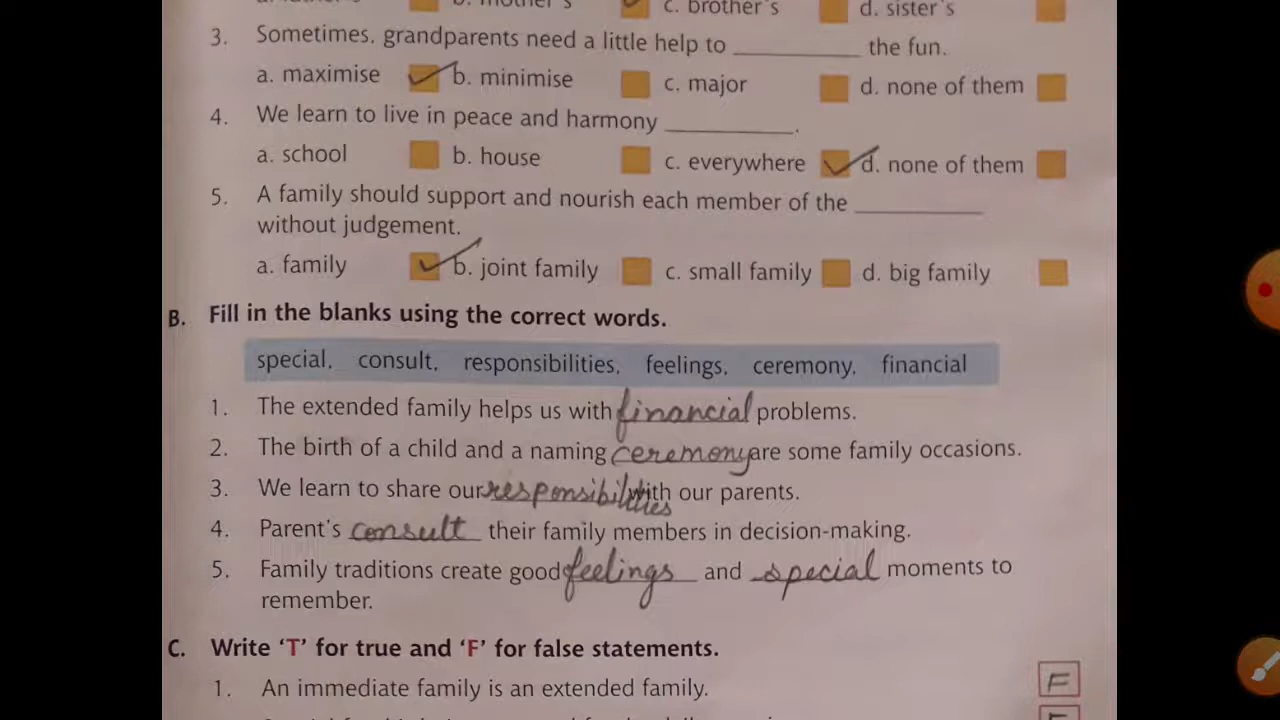 c. brother's d. sister's
3. Sometimes, grandparents need a little help to ____________ the fun.
a. maximise b. minimise c. major d. none of them
4. We learn to live in peace and harmony ____________.
a. school b. house c. everywhere d. none of them
5. A family should support and nourish each member of the ____________
without judgement.
a. family b. joint family c. small family d. big family
B. Fill in the blanks using the correct words.
special, consult, responsibilities, feelings, ceremony, financial
1. The extended family helps us with financial problems.
2. The birth of a child and a naming ceremony are some family occasions.
3. We learn to share our responsibilities with our parents.
4. Parent's consult their family members in decision-making.
5. Family traditions create good feelings and special moments to
remember.
C. Write 'T' for true and 'F' for false statements.
1. An immediate family is an extended family. F